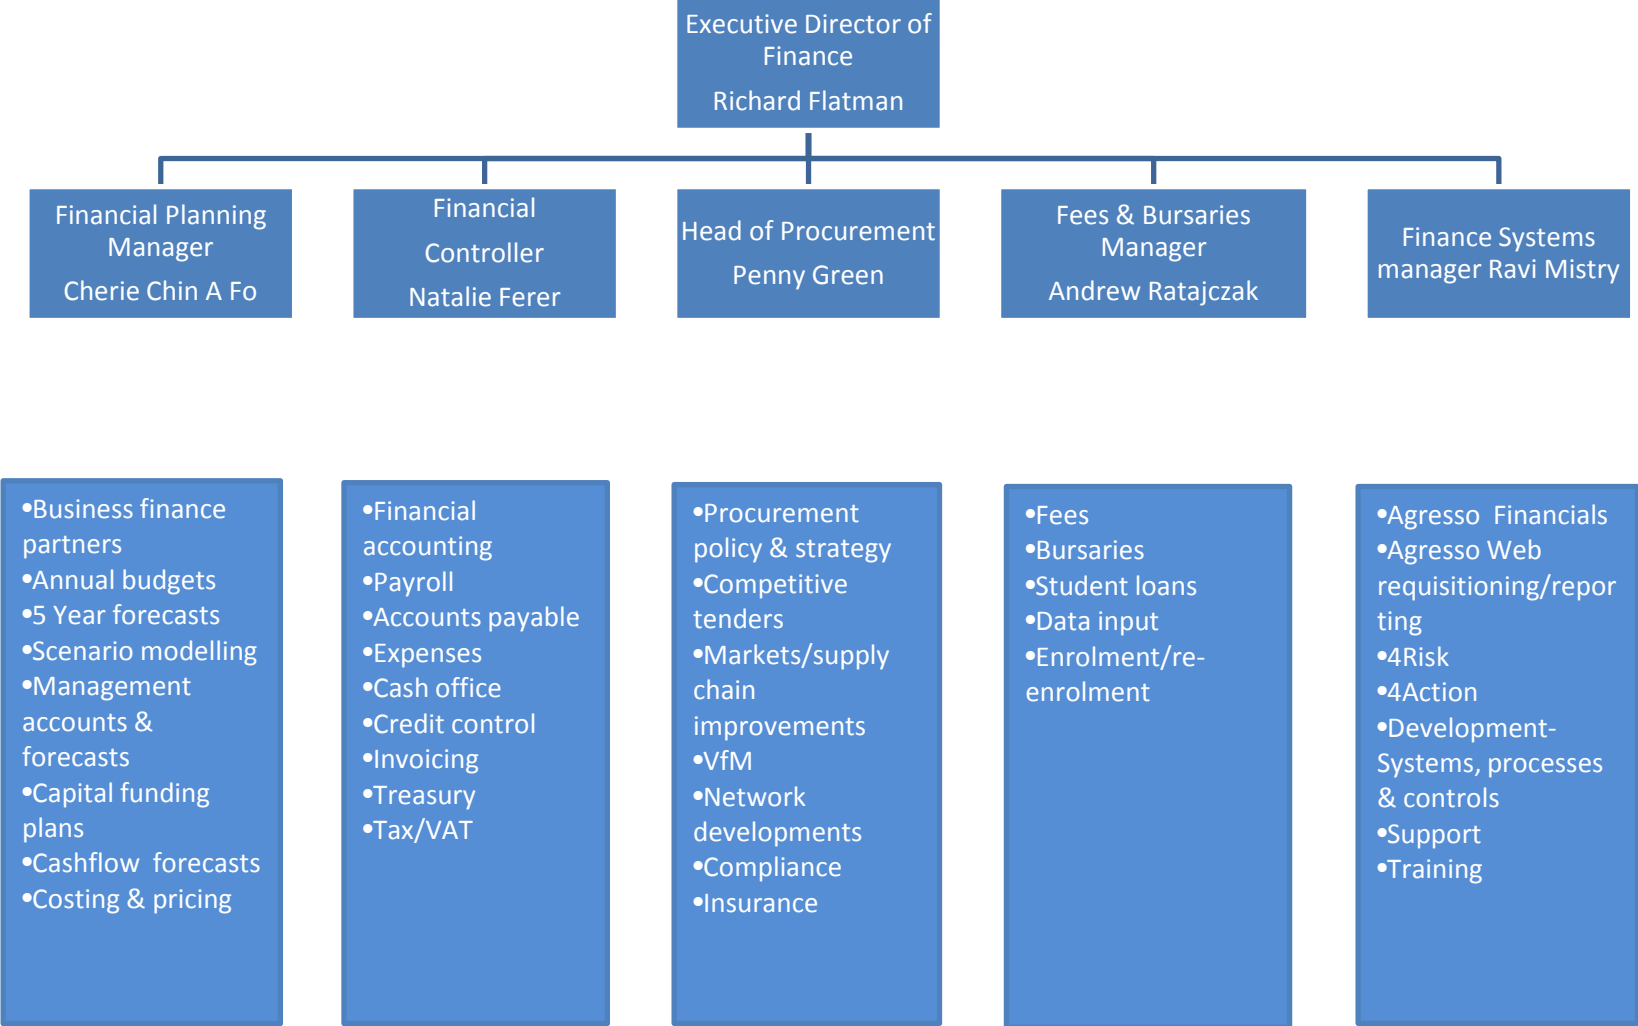 Executive Director of
Finance
Richard Flatman
Financial Planning
Manager
Cherie Chin A Fo
Financial
Controller
Natalie Ferer
Head of Procurement
Penny Green
Fees & Bursaries
Manager
Andrew Ratajczak
Finance Systems
manager Ravi Mistry
•Business finance
partners
•Annual budgets
•5 Year forecasts
•Scenario modelling
•Management
accounts &
forecasts
•Capital funding
plans
•Cashflow  forecasts
•Costing & pricing
•Financial
accounting
•Payroll
•Accounts payable
•Expenses
•Cash office
•Credit control
•Invoicing
•Treasury
•Tax/VAT
•Procurement
policy & strategy
•Competitive
tenders
•Markets/supply
chain
improvements
•VfM
•Network
developments
•Compliance
•Insurance
•Fees
•Bursaries
•Student loans
•Data input
•Enrolment/re-
enrolment
•Agresso  Financials
•Agresso Web
requisitioning/repor
ting
•4Risk
•4Action
•Development-
Systems, processes
& controls
•Support
•Training